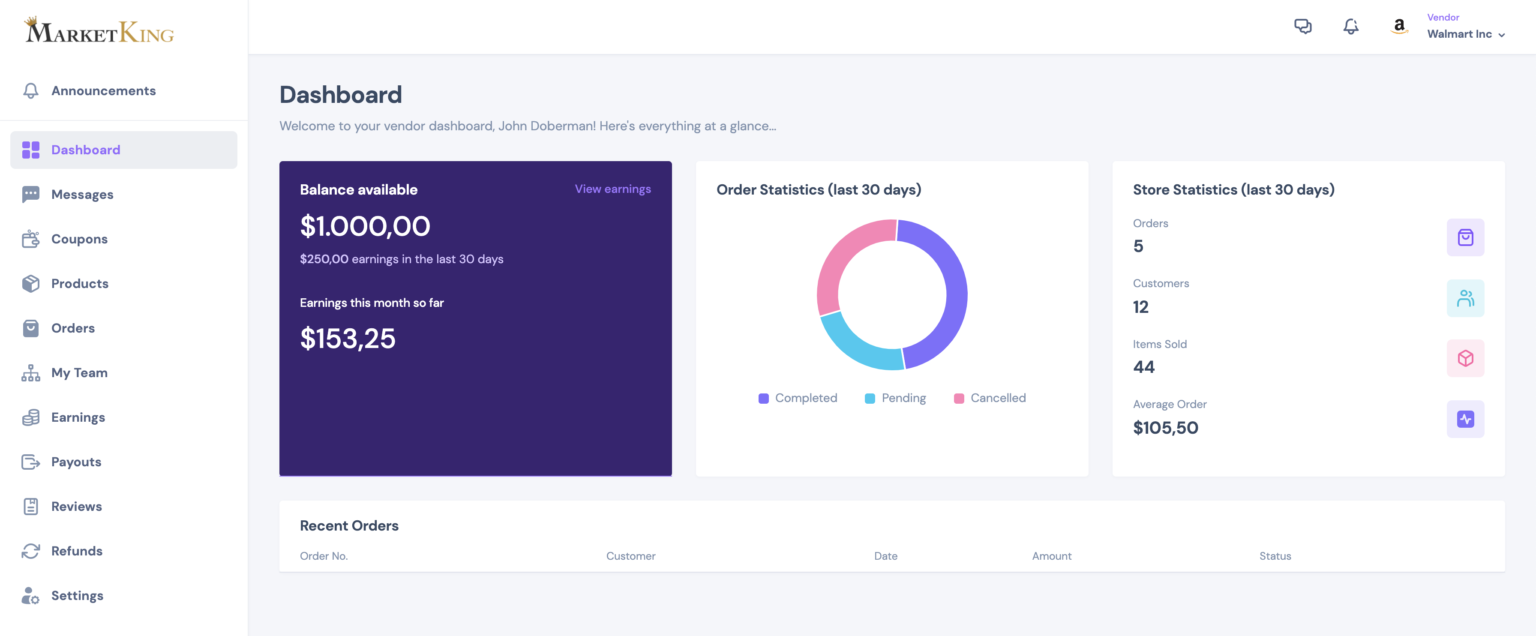 MARKETKING
Announcements
Dashboard
Messages
Coupons
Products
Orders
My Team
Earnings
Payouts
Reviews
Refunds
Settings
a
Vendor
Walmart Inc
Dashboard
Welcome to your vendor dashboard, John Doberman! Here's everything at a glance...
Balance available
View earnings
$1.000,00
$250,00 earnings in the last 30 days
Earnings this month so far
$153,25
Order Statistics (last 30 days)
Completed
Pending
Cancelled
Store Statistics (last 30 days)
Orders
5
Customers
12
Items Sold
44
Average Order
$105,50
Recent Orders
Order No. Customer Date Amount Status